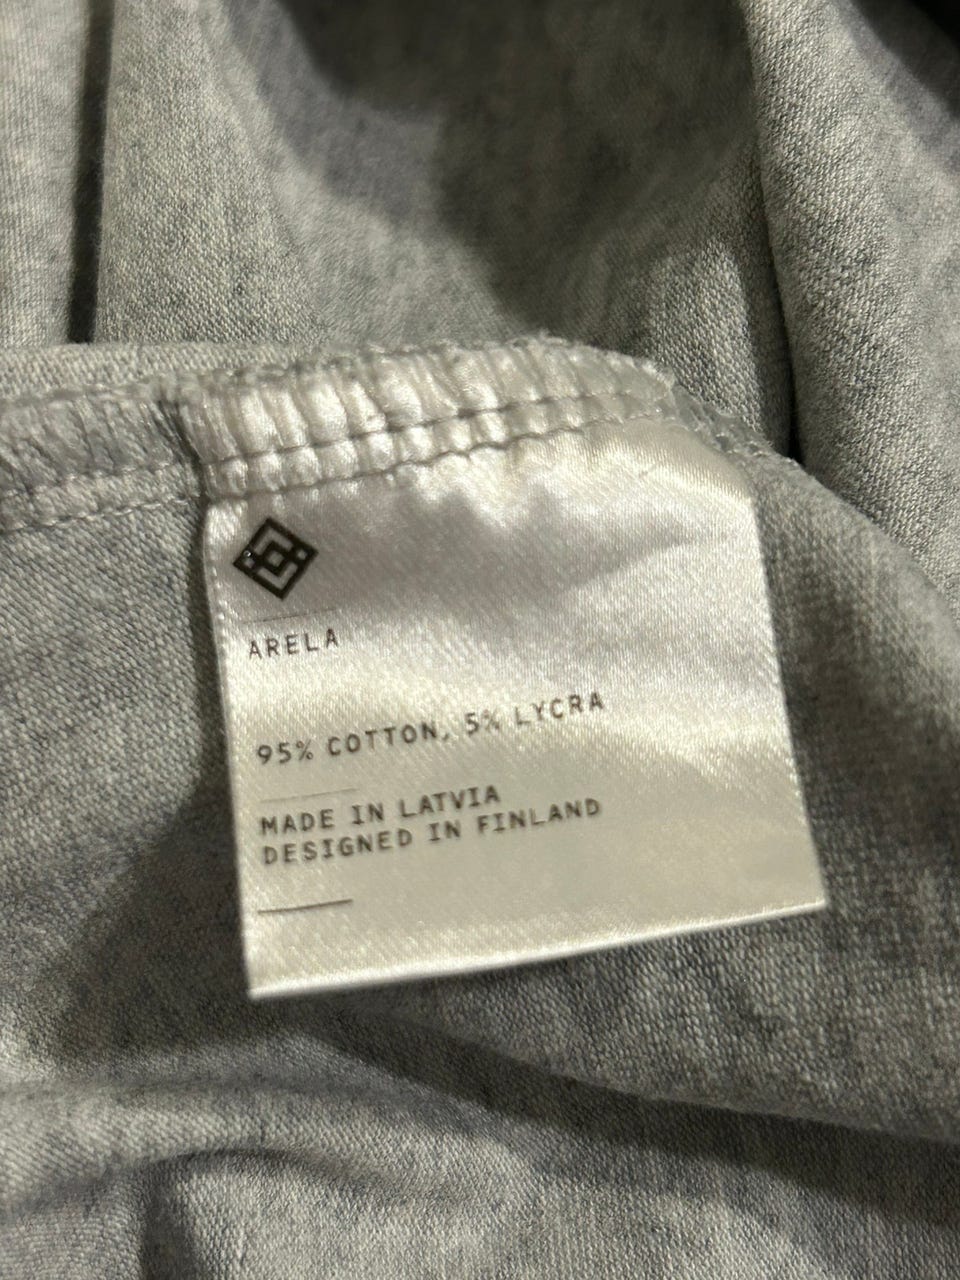 ARELA
95% COTTON, 5% LYCRA
MADE IN LATVIA
DESIGNED IN FINLAND